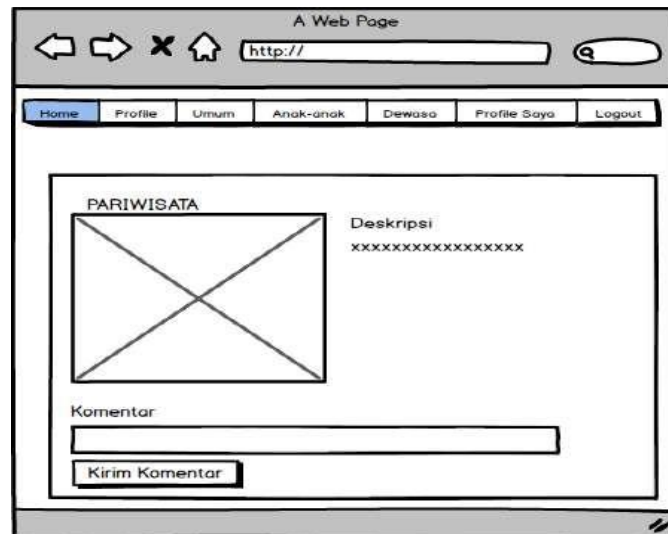 A Web Page
http://
Home Profile Umum Anak-anak Dewasa Profile Saya Logout
PARIWISATA
Deskripsi
xxxxxxxxxxxxxxxxx
Komentar
Kirim Komentar